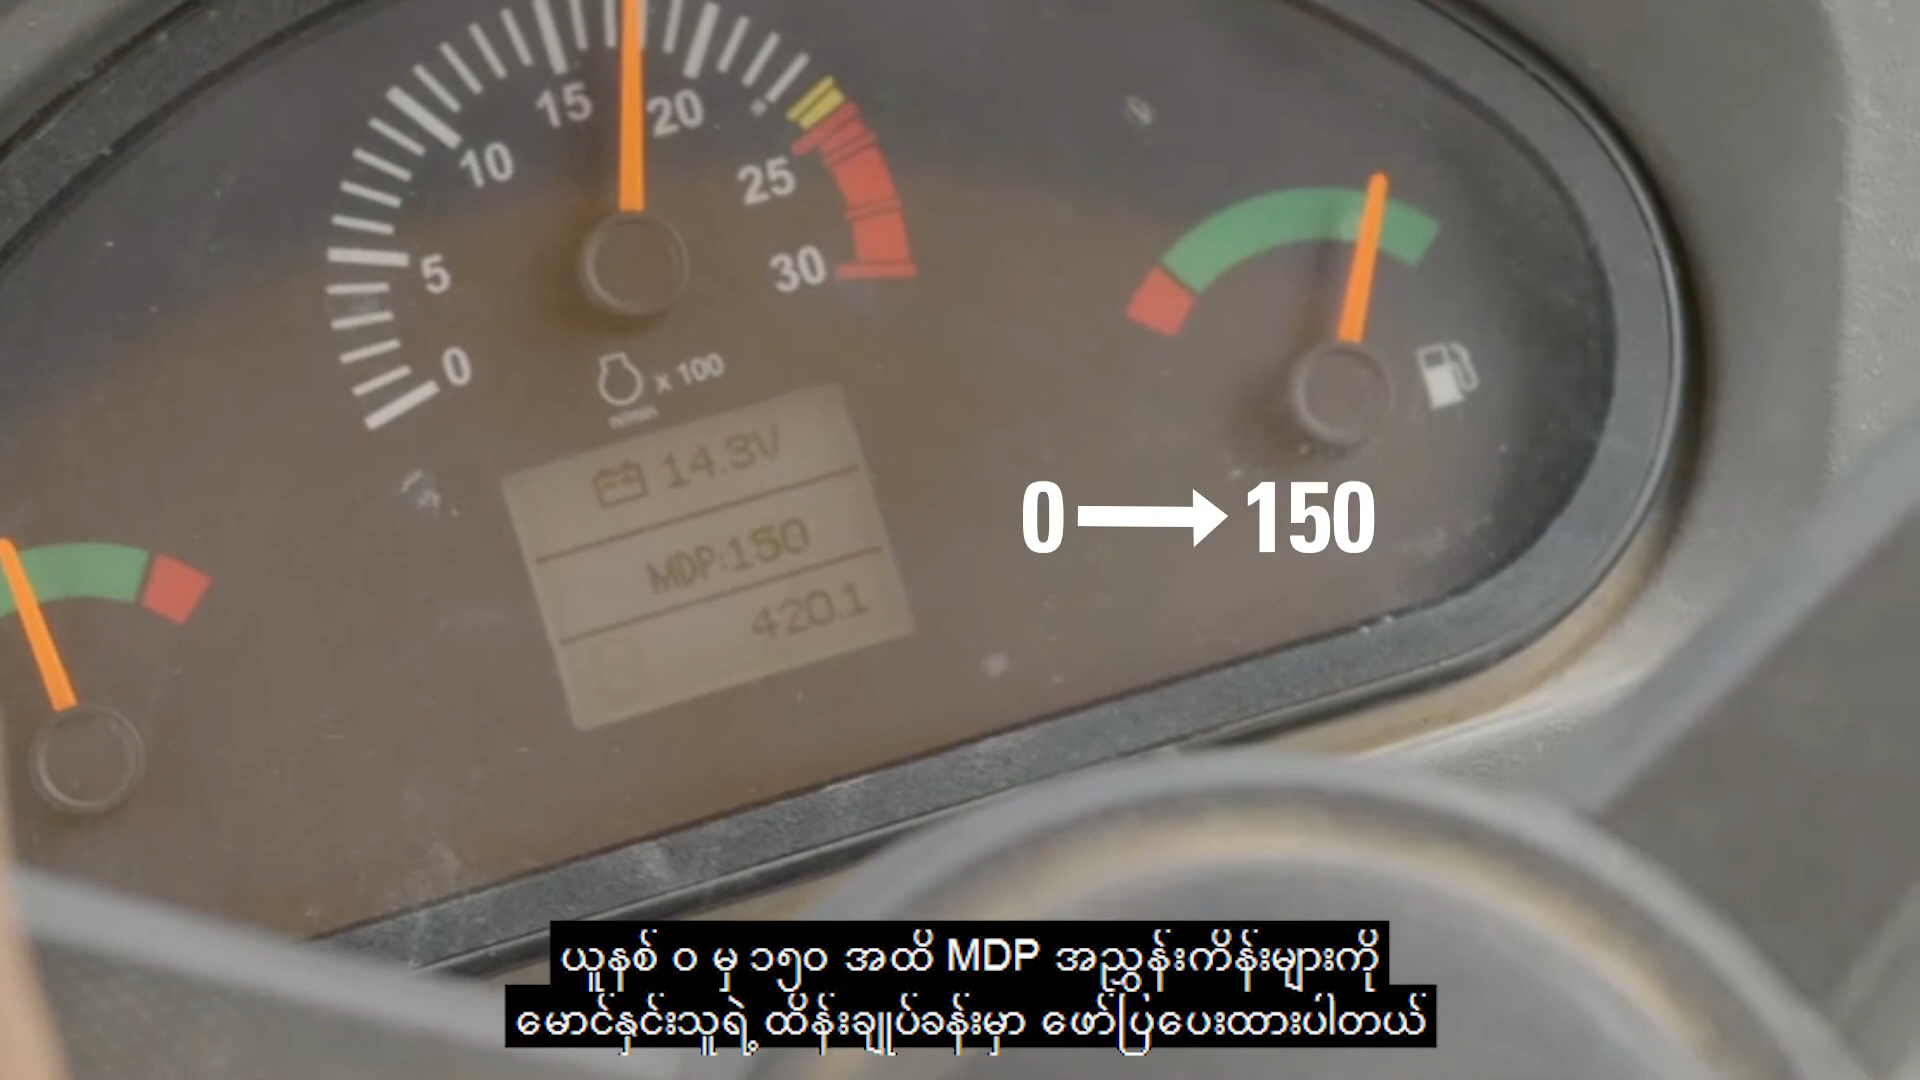 15
20
10
25
5
30
0
x 100
n/min
14.3V
MDP:150
420.1
0 150
ယူနစ် ၀ မှ ၁၅၀ အထိ MDP အညွှန်းကိန်းများကို
မောင်နှင်းသူရဲ့ ထိန်းချုပ်ခန်းမှာ ဖော်ပြပေးထားပါတယ်